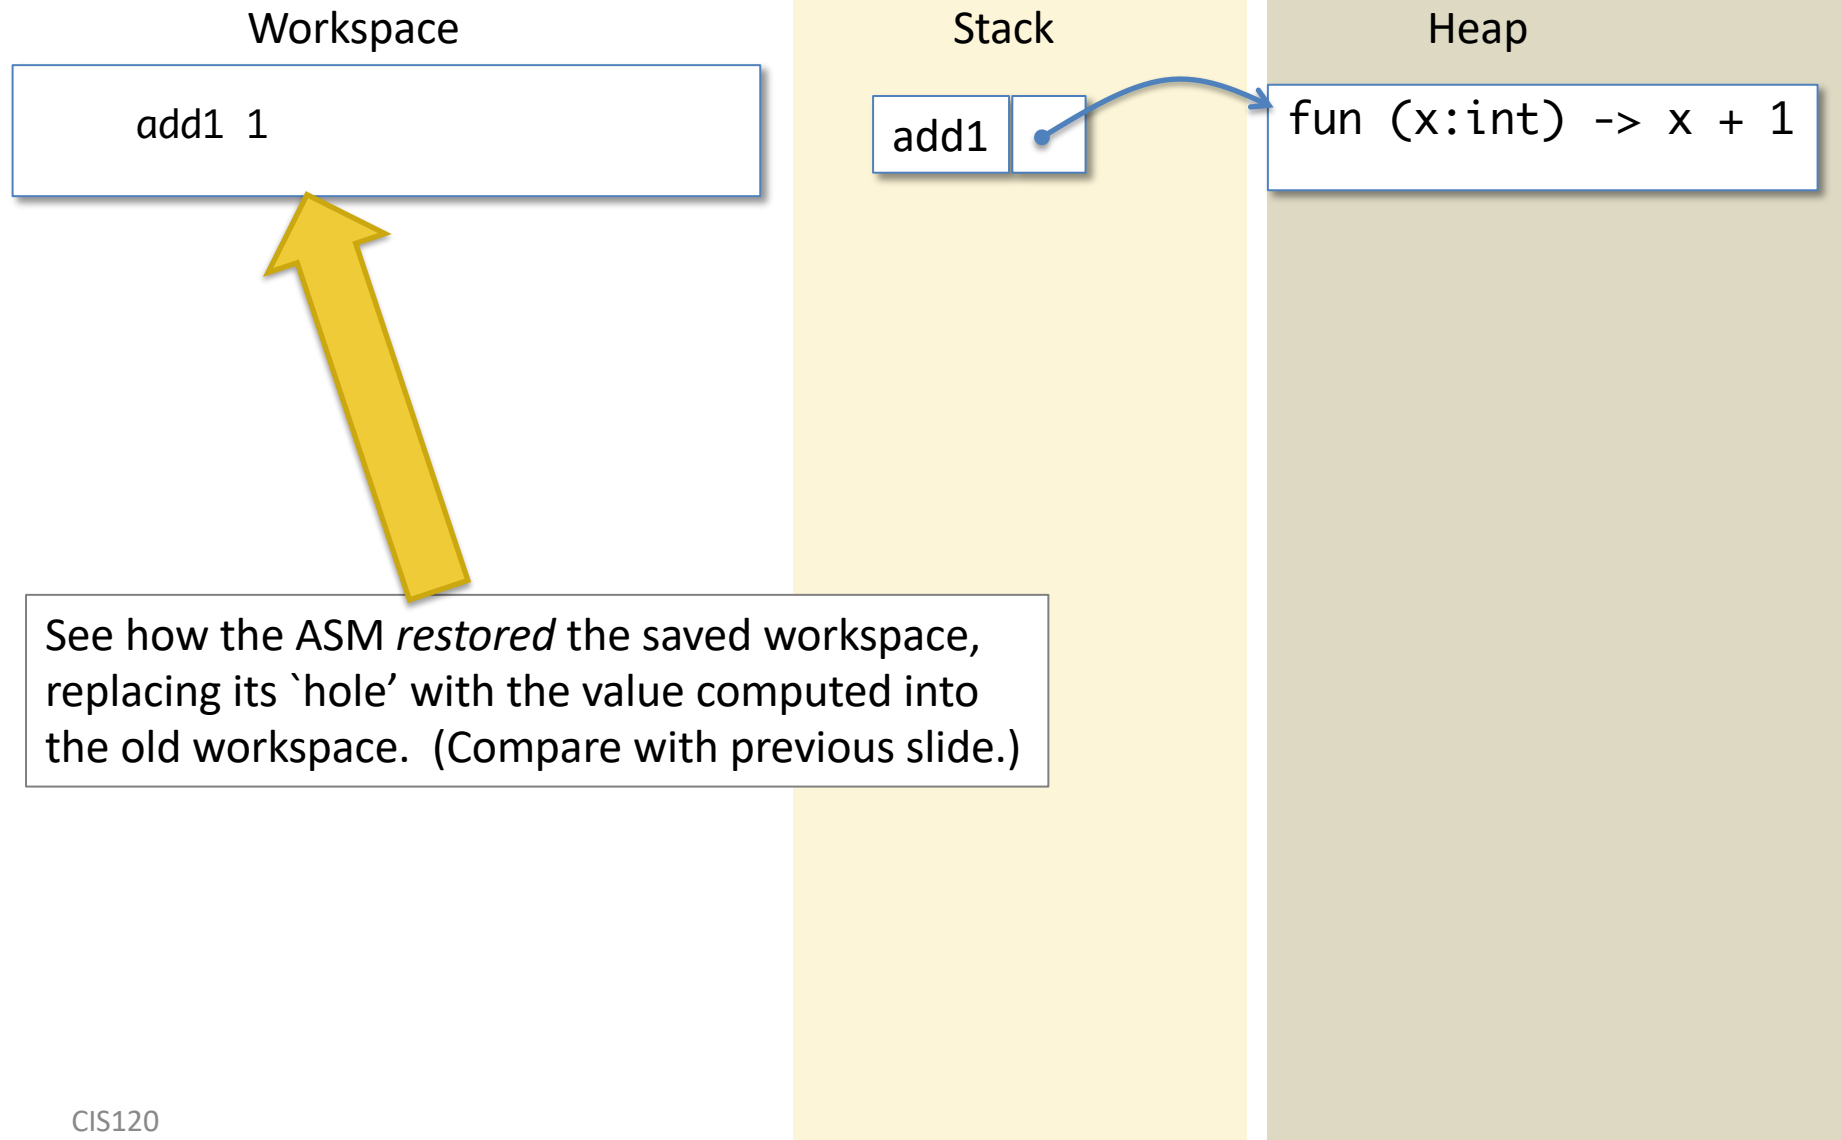 Workspace
Stack
Heap
add1 1
add1
fun (x:int) -> x + 1
See how the ASM restored the saved workspace,
replacing its `hole’ with the value computed into
the old workspace.  (Compare with previous slide.)
CIS120